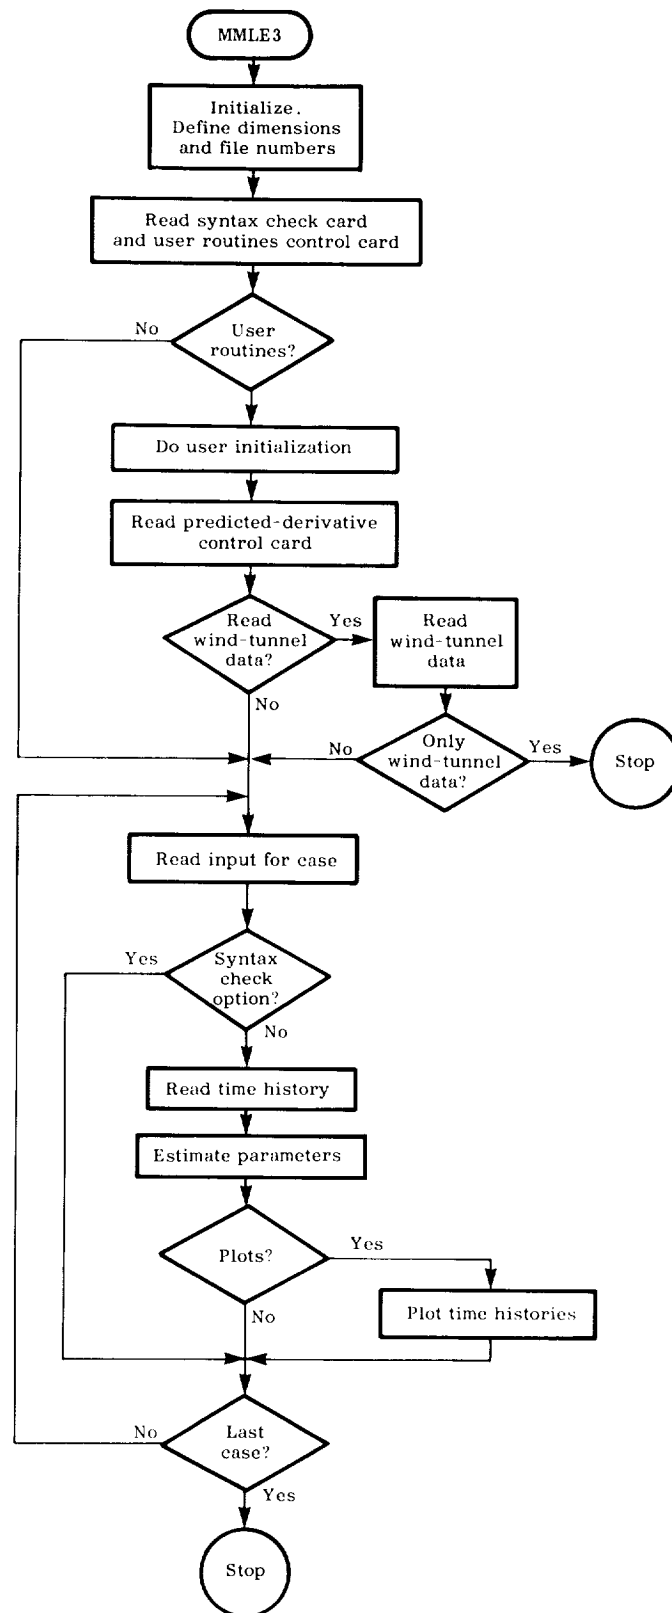 MMLE3
Initialize.
Define dimensions
and file numbers
Read syntax check card
and user routines control card
No
User
routines?
Do user initialization
Read predicted-derivative
control card
Read
wind-tunnel
data?
Yes
Read
wind-tunnel
data
No
No
Only
wind-tunnel
data?
Yes
Stop
Read input for case
Yes
Syntax
check
option?
No
Read time history
Estimate parameters
Plots?
Yes
No
Plot time histories
No
Last
case?
Yes
Stop